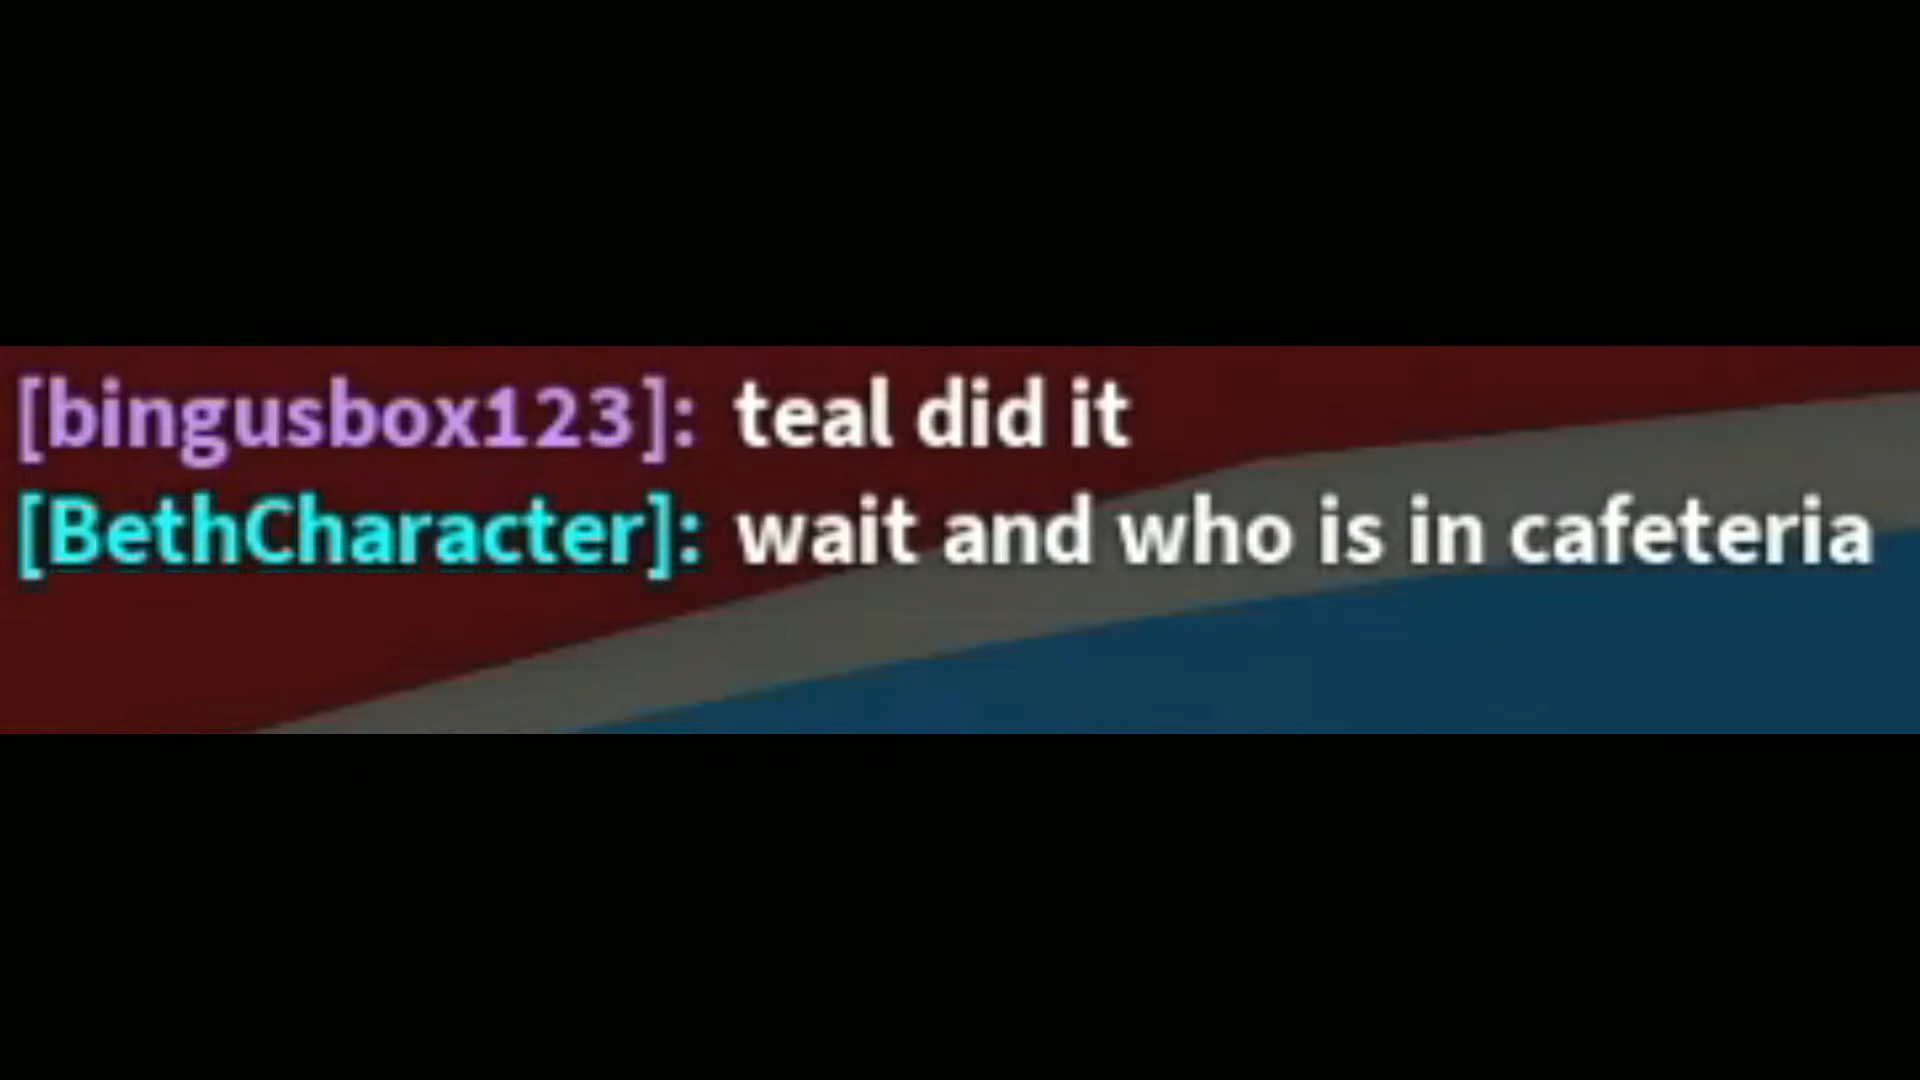 [bingusbox123]: teal did it
[BethCharacter]: wait and who is in cafeteria